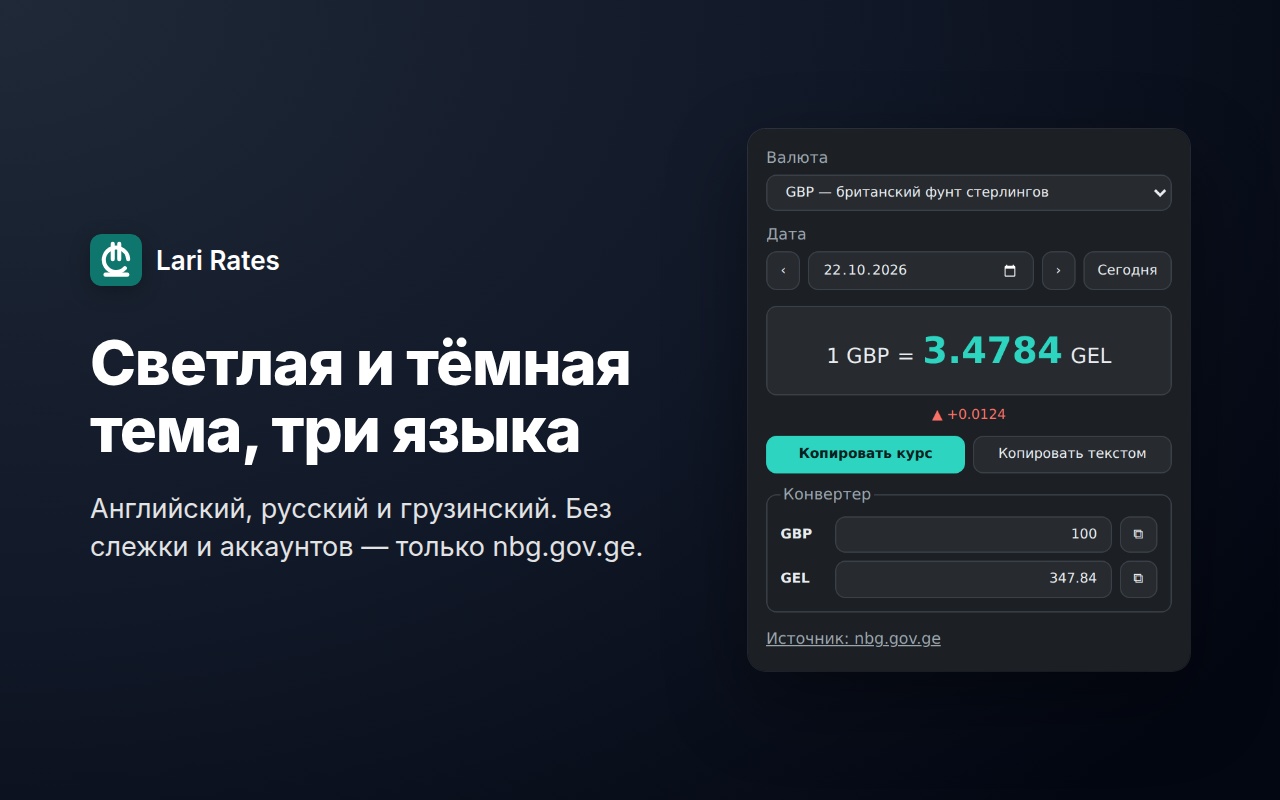 Lari Rates
Светлая и тёмная
тема, три языка
Английский, русский и грузинский. Без
слежки и аккаунтов — только nbg.gov.ge.
Валюта
GBP — британский фунт стерлингов
Дата
‹ 22.10.2026 › Сегодня
1 GBP = 3.4784 GEL
▲ +0.0124
Копировать курс Копировать текстом
Конвертер
GBP 100
GEL 347.84
Источник: nbg.gov.ge